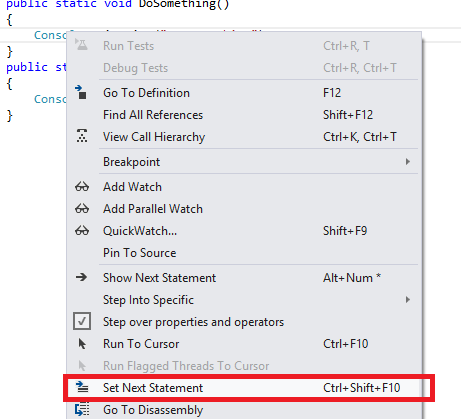 public static void DoSomething()
{
Conso
Run Tests Ctrl+R, T
}
Debug Tests Ctrl+R, Ctrl+T
public st
{
Go To Definition F12
Conso
Find All References Shift+F12
}
View Call Hierarchy Ctrl+K, Ctrl+T
Breakpoint
Add Watch
Add Parallel Watch
QuickWatch... Shift+F9
Pin To Source
Show Next Statement Alt+Num *
Step Into Specific
Step over properties and operators
Run To Cursor Ctrl+F10
Run Flagged Threads To Cursor
Set Next Statement Ctrl+Shift+F10
Go To Disassembly